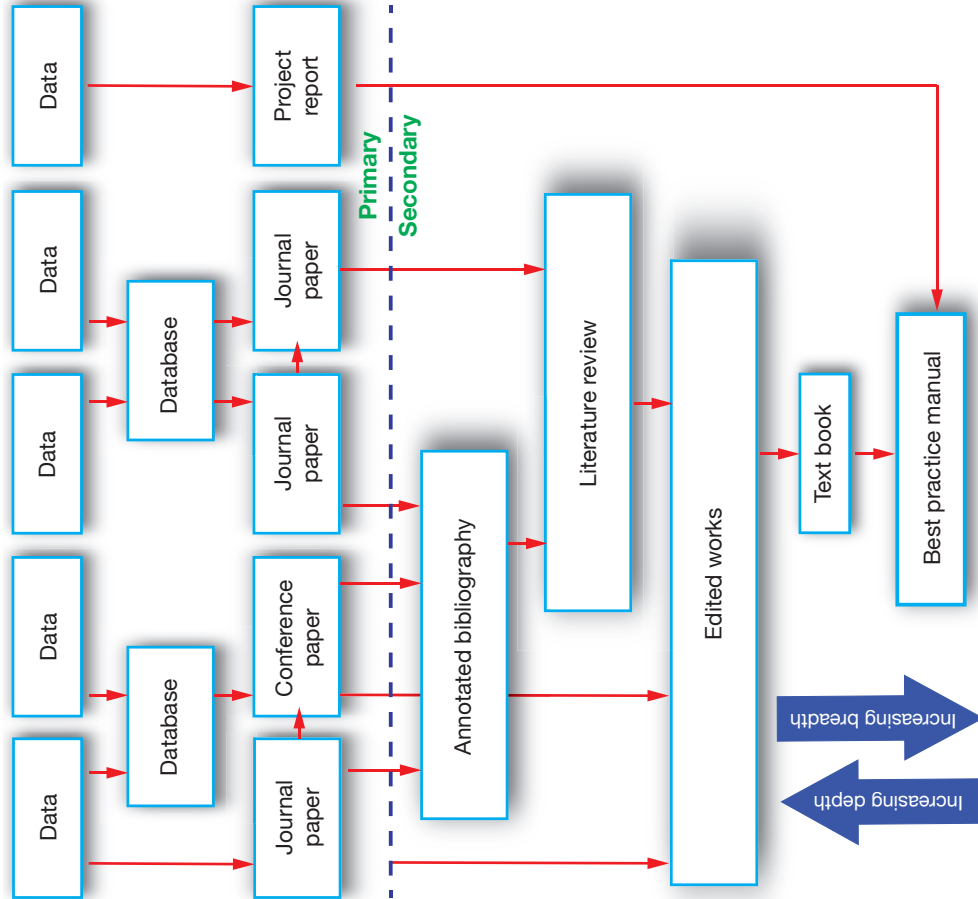 Data
Data
Data
Data
Data
Database
Database
Journal
paper
Conference
paper
Journal
paper
Journal
paper
Project
report
Primary
Secondary
Annotated bibliography
Literature review
Edited works
Text book
Best practice manual
Increasing depth
Increasing breadth